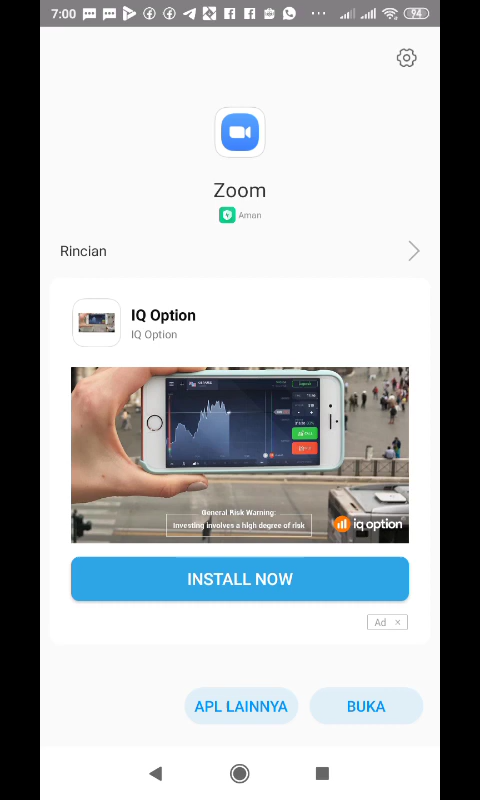 7:00
94
Zoom
Aman
Rincian
IQ Option
IQ Option
General Risk Warning:
Investing involves a high degree of risk
iq option
INSTALL NOW
Ad ×
APL LAINNYA
BUKA